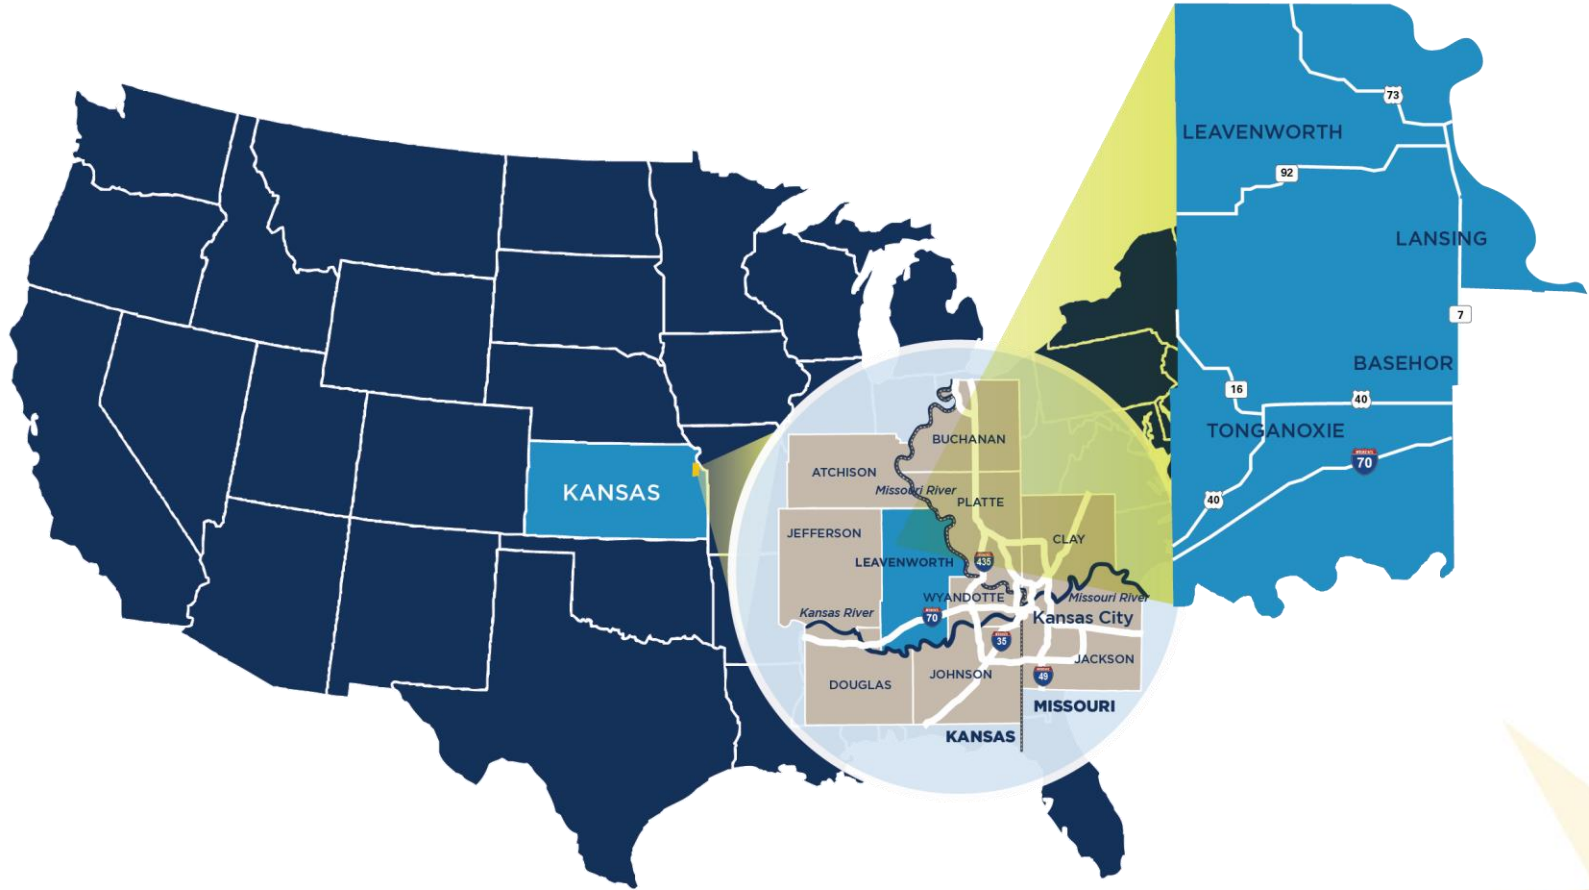 KANSAS
BUCHANAN
ATCHISON
Missouri River
PLATTE
JEFFERSON
CLAY
LEAVENWORTH
435
WYANDOTTE
Missouri River
Kansas River
70
Kansas City
35
JACKSON
JOHNSON
49
DOUGLAS
MISSOURI
KANSAS
73
LEAVENWORTH
92
LANSING
7
BASEHOR
16
40
TONGANOXIE
70
40